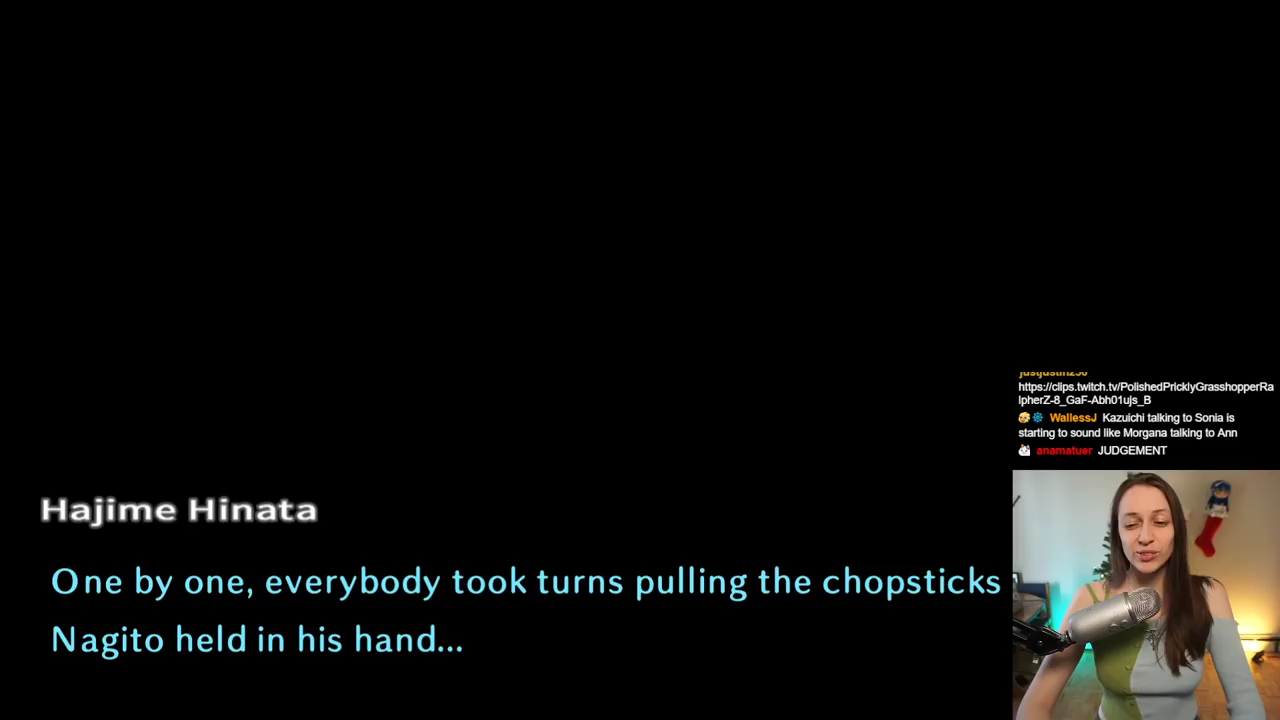 https://clips.twitch.tv/PolishedPricklyGrasshopperRa
lpherZ-8_GaF-Abh01ujs_B
WallessJ Kazuichi talking to Sonia is
starting to sound like Morgana talking to Ann
anamatuer JUDGEMENT
Hajime Hinata
One by one, everybody took turns pulling the chopsticks
Nagito held in his hand...